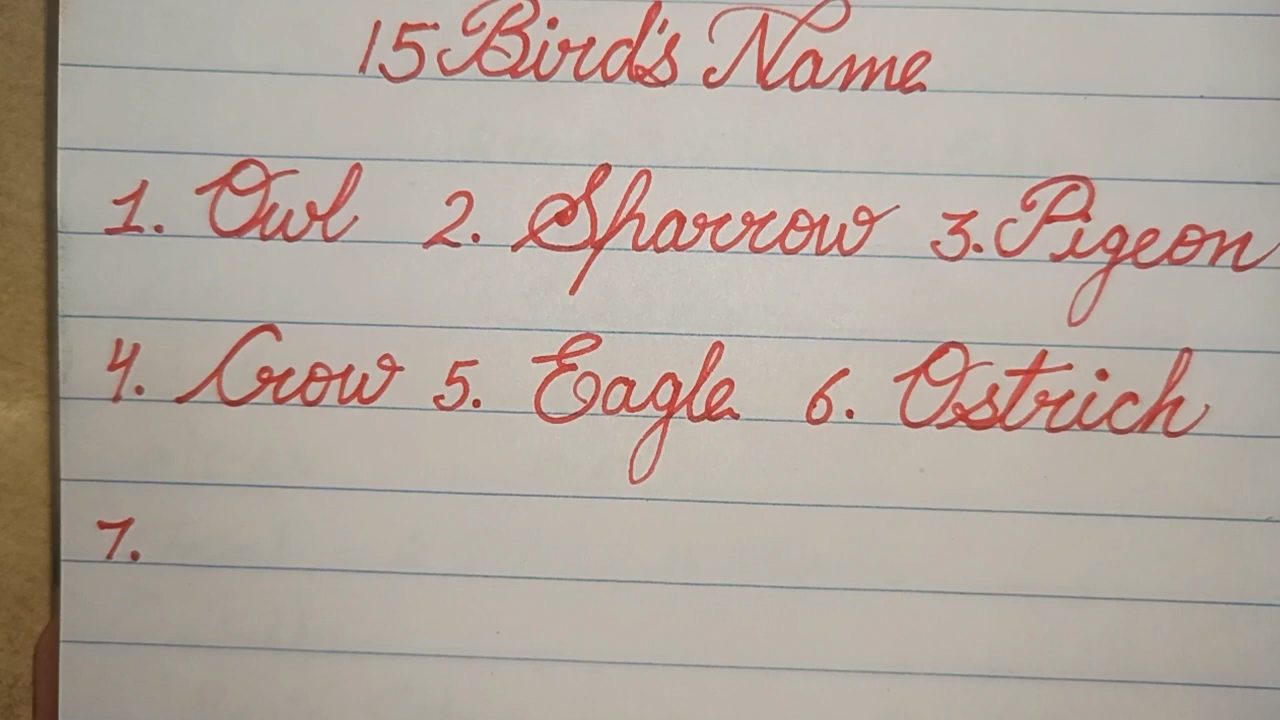 15 Bird's Name
1. Owl 2. Sparrow 3. Pigeon
4. Crow 5. Eagle 6. Ostrich
7.